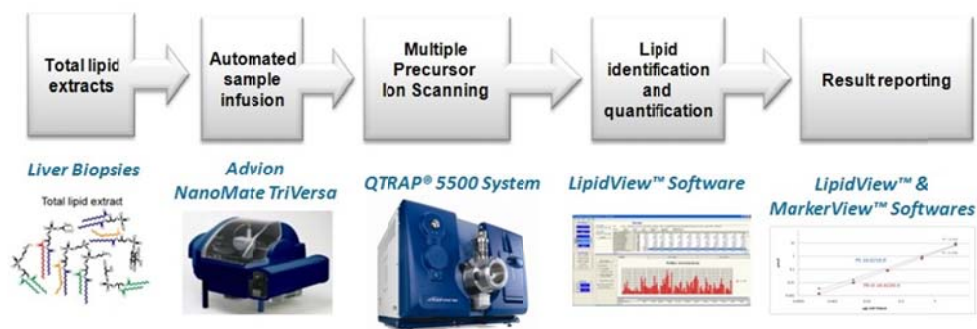 Total lipid
extracts
Automated
sample
infusion
Multiple
Precursor
Ion Scanning
Lipid
identification
and
quantification
Result reporting
Liver Biopsies
Total lipid extract
Advion
NanoMate TriVersa
QTRAP® 5500 System
LipidView™ Software
LipidView™ &
MarkerView™ Softwares